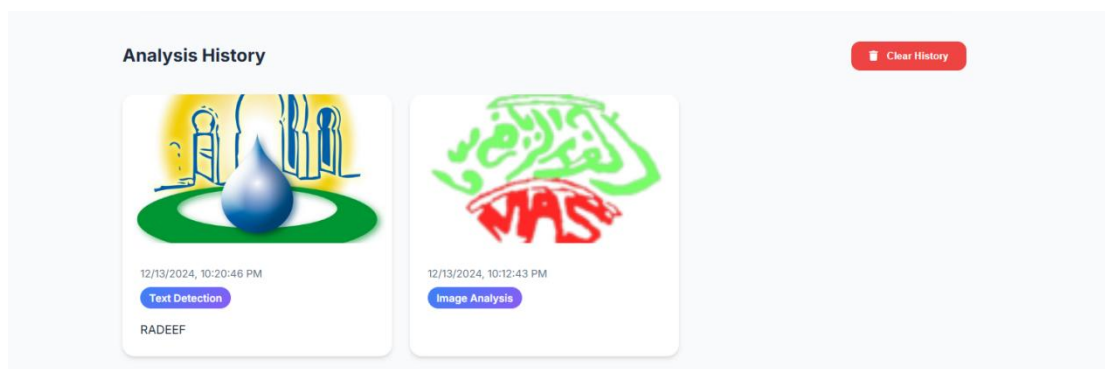 Analysis History
Clear History
12/13/2024, 10:20:46 PM
Text Detection
RADEEF
12/13/2024, 10:12:43 PM
Image Analysis
MAS